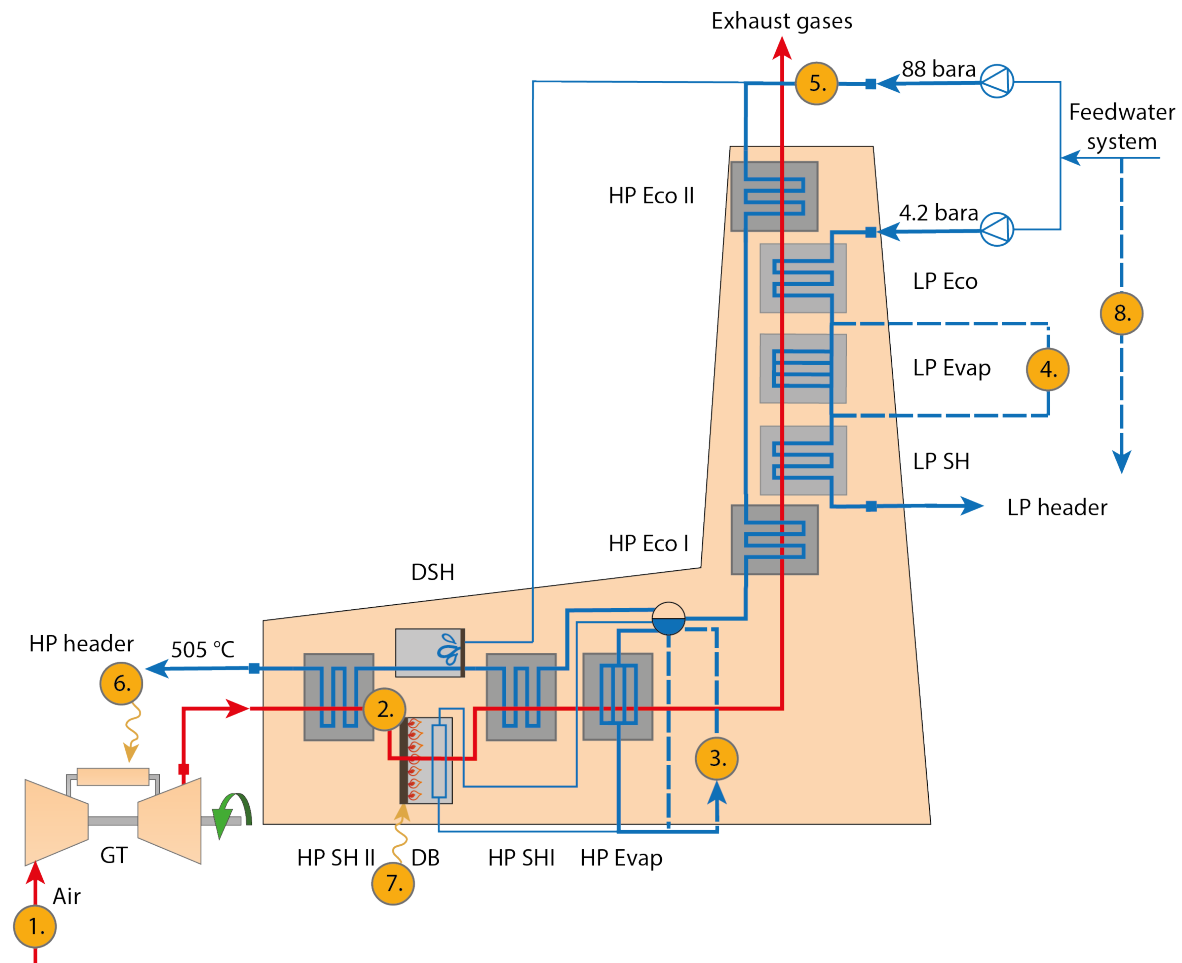 Exhaust gases
88 bara
5.
Feedwater
system
HP Eco II
4.2 bara
LP Eco
8.
LP Evap
4.
LP SH
LP header
HP Eco I
DSH
HP header
505 °C
6.
2.
3.
GT
HP SH II
DB
HP SHI
HP Evap
7.
Air
1.